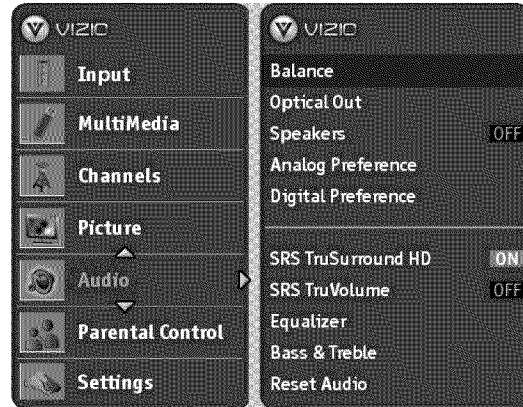 VIZIO
Input
MultiMedia
Channels
Picture
Audio
Parental Control
Settings
VIZIO
Balance
Optical Out
Speakers OFF
Analog Preference
Digital Preference
SRS TruSurround HD ON
SRS TruVolume OFF
Equalizer
Bass & Treble
Reset Audio